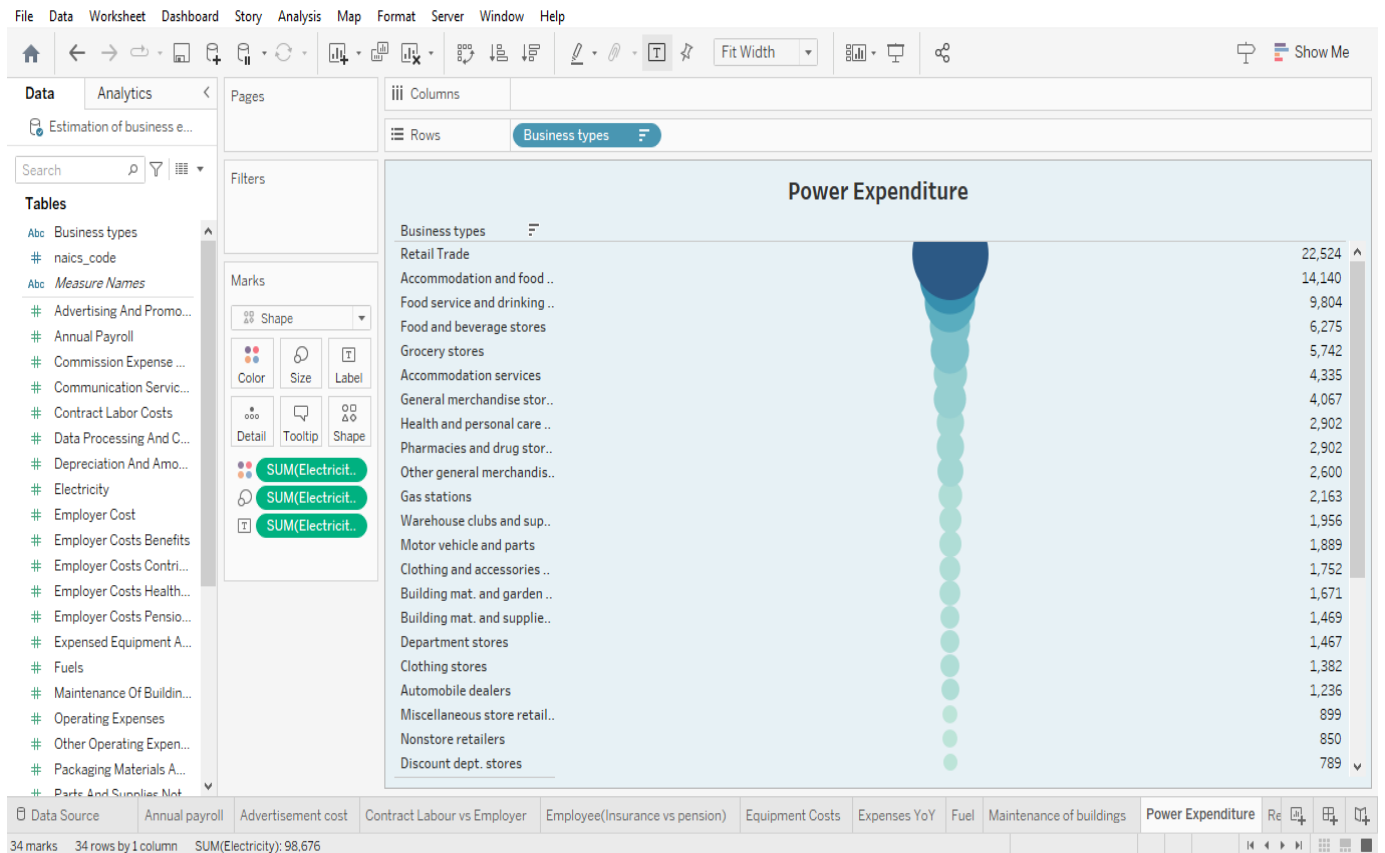 File Data Worksheet Dashboard Story Analysis Map Format Server Window Help
Fit Width
Show Me
Data Analytics
Estimation of business e...
Search
Tables
Abc Business types
# naics_code
Abc Measure Names
# Advertising And Promo...
# Annual Payroll
# Commission Expense ...
# Communication Servic...
# Contract Labor Costs
# Data Processing And C...
# Depreciation And Amo...
# Electricity
# Employer Cost
# Employer Costs Benefits
# Employer Costs Contri...
# Employer Costs Health...
# Employer Costs Pensio...
# Expensed Equipment A...
# Fuels
# Maintenance Of Buildin...
# Operating Expenses
# Other Operating Expen...
# Packaging Materials A...
# Parts And Supplies Not
Pages
Filters
Marks
Shape
Color Size Label
Detail Tooltip Shape
SUM(Electricit..
SUM(Electricit..
SUM(Electricit..
Columns
Rows Business types
Power Expenditure
Business types
Retail Trade 22,524
Accommodation and food .. 14,140
Food service and drinking .. 9,804
Food and beverage stores 6,275
Grocery stores 5,742
Accommodation services 4,335
General merchandise stor.. 4,067
Health and personal care .. 2,902
Pharmacies and drug stor.. 2,902
Other general merchandis.. 2,600
Gas stations 2,163
Warehouse clubs and sup.. 1,956
Motor vehicle and parts 1,889
Clothing and accessories .. 1,752
Building mat. and garden .. 1,671
Building mat. and supplie.. 1,469
Department stores 1,467
Clothing stores 1,382
Automobile dealers 1,236
Miscellaneous store retail.. 899
Nonstore retailers 850
Discount dept. stores 789
Data Source Annual payroll Advertisement cost Contract Labour vs Employer Employee(Insurance vs pension) Equipment Costs Expenses YoY Fuel Maintenance of buildings Power Expenditure Re
34 marks 34 rows by 1 column SUM(Electricity): 98,676